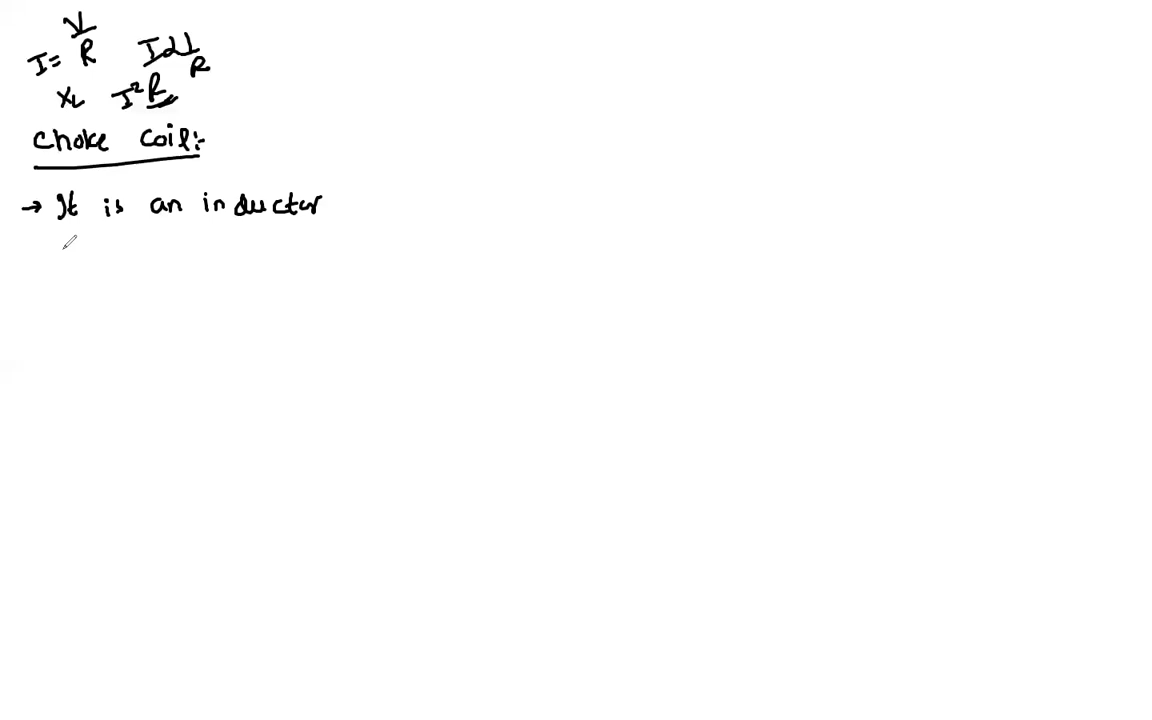 I = V/R I ∝ 1/R
XL I²R
Choke Coil:-
→ It is an inductor